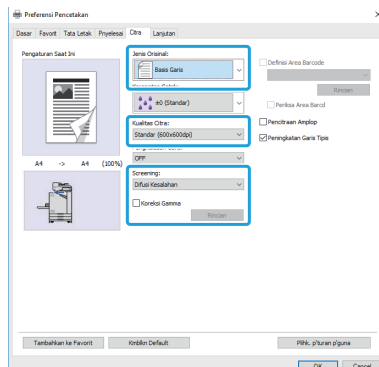 Preferensi Pencetakan
Dasar Favorit Tata Letak Pnyelesai Citra Lanjutan
Pengaturan Saat Ini
Jenis Orisinal:
Basis Garis
±0 (Standar)
Kualitas Citra:
Standar (600x600dpi)
OFF
Screening:
Difusi Kesalahan
Koreksi Gamma
Rincian
A4 -> A4 (100%)
Definisi Area Barcode
Rincian
Periksa Area Barcd
Pencitraan Amplop
Peningkatan Garis Tipis
Tambahkan ke Favorit
Kmblkn Default
Plihk. p'turan p'guna
OK
Cancel